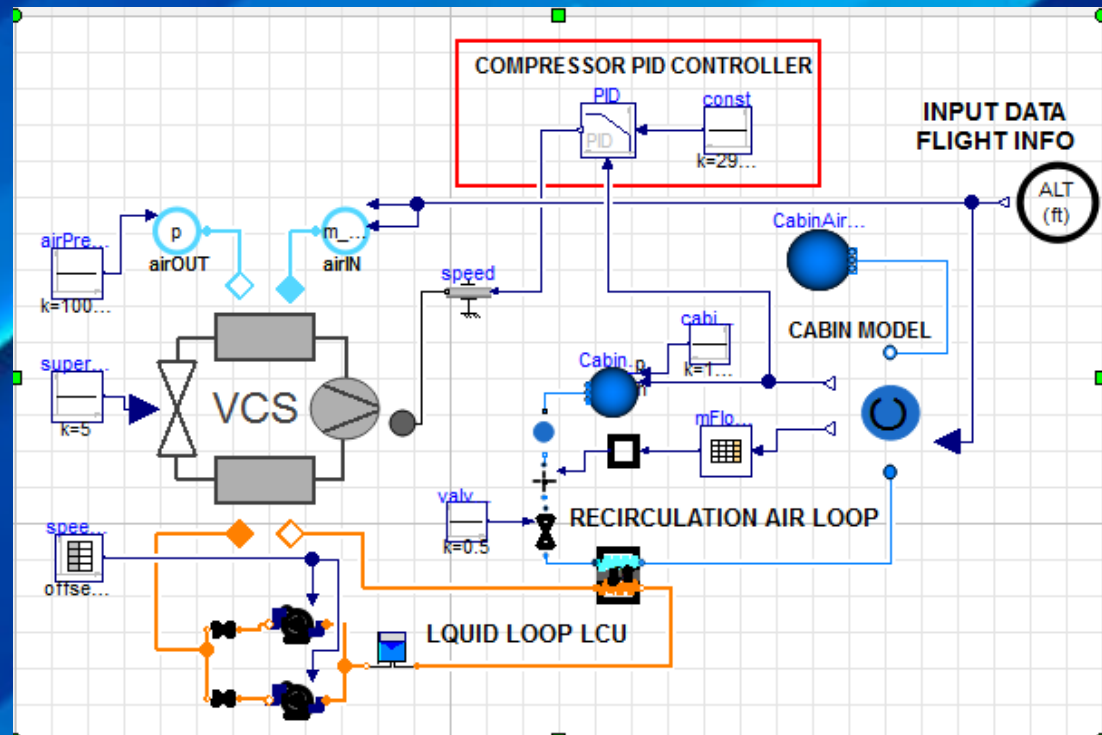 COMPRESSOR PID CONTROLLER
PID
const
PID
k=29...
INPUT DATA
FLIGHT INFO
ALT
(ft)
CabinAir...
p
m_...
airPre...
airOUT
airIN
k=100...
speed
CABIN MODEL
cabi...
super...
Cabin...
p
k=1...
VCS
k=5
mFlo...
valv...
RECIRCULATION AIR LOOP
k=0.5
spee...
offse...
LQUID LOOP LCU